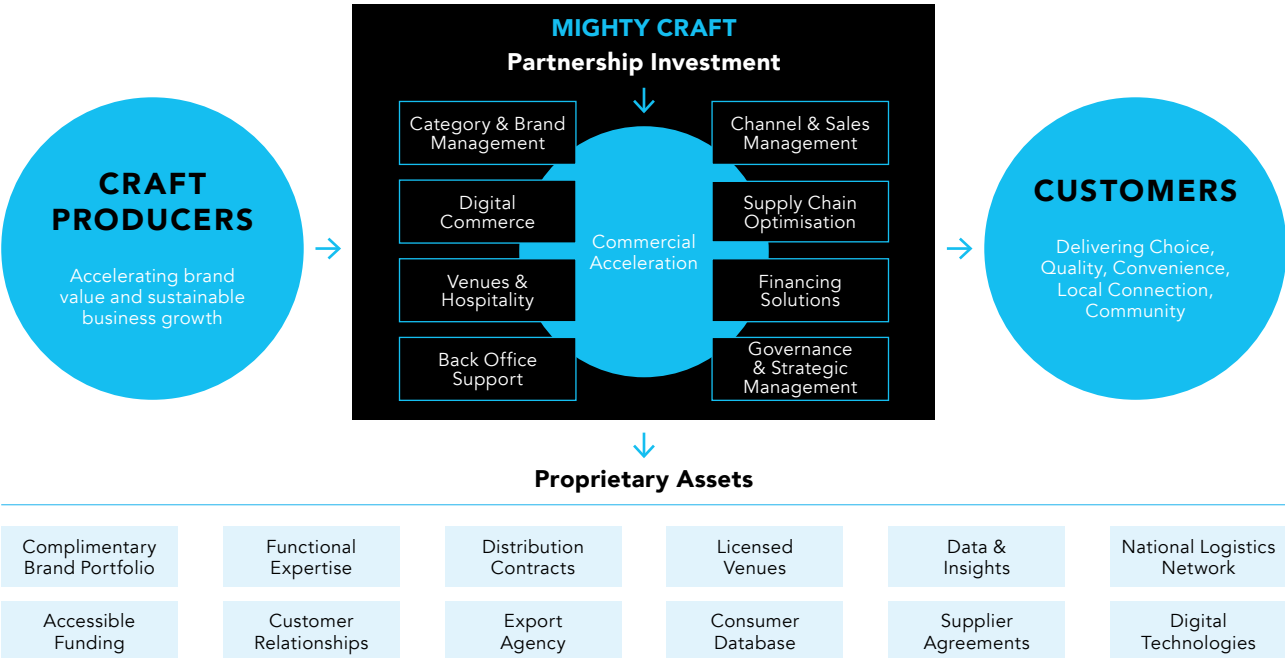 MIGHTY CRAFT
Partnership Investment
CRAFT
PRODUCERS
Accelerating brand
value and sustainable
business growth
Category & Brand
Management
Digital
Commerce
Venues &
Hospitality
Back Office
Support
Commercial
Acceleration
Channel & Sales
Management
Supply Chain
Optimisation
Financing
Solutions
Governance
& Strategic
Management
CUSTOMERS
Delivering Choice,
Quality, Convenience,
Local Connection,
Community
Proprietary Assets
Complimentary
Brand Portfolio
Functional
Expertise
Distribution
Contracts
Licensed
Venues
Data &
Insights
National Logistics
Network
Accessible
Funding
Customer
Relationships
Export
Agency
Consumer
Database
Supplier
Agreements
Digital
Technologies